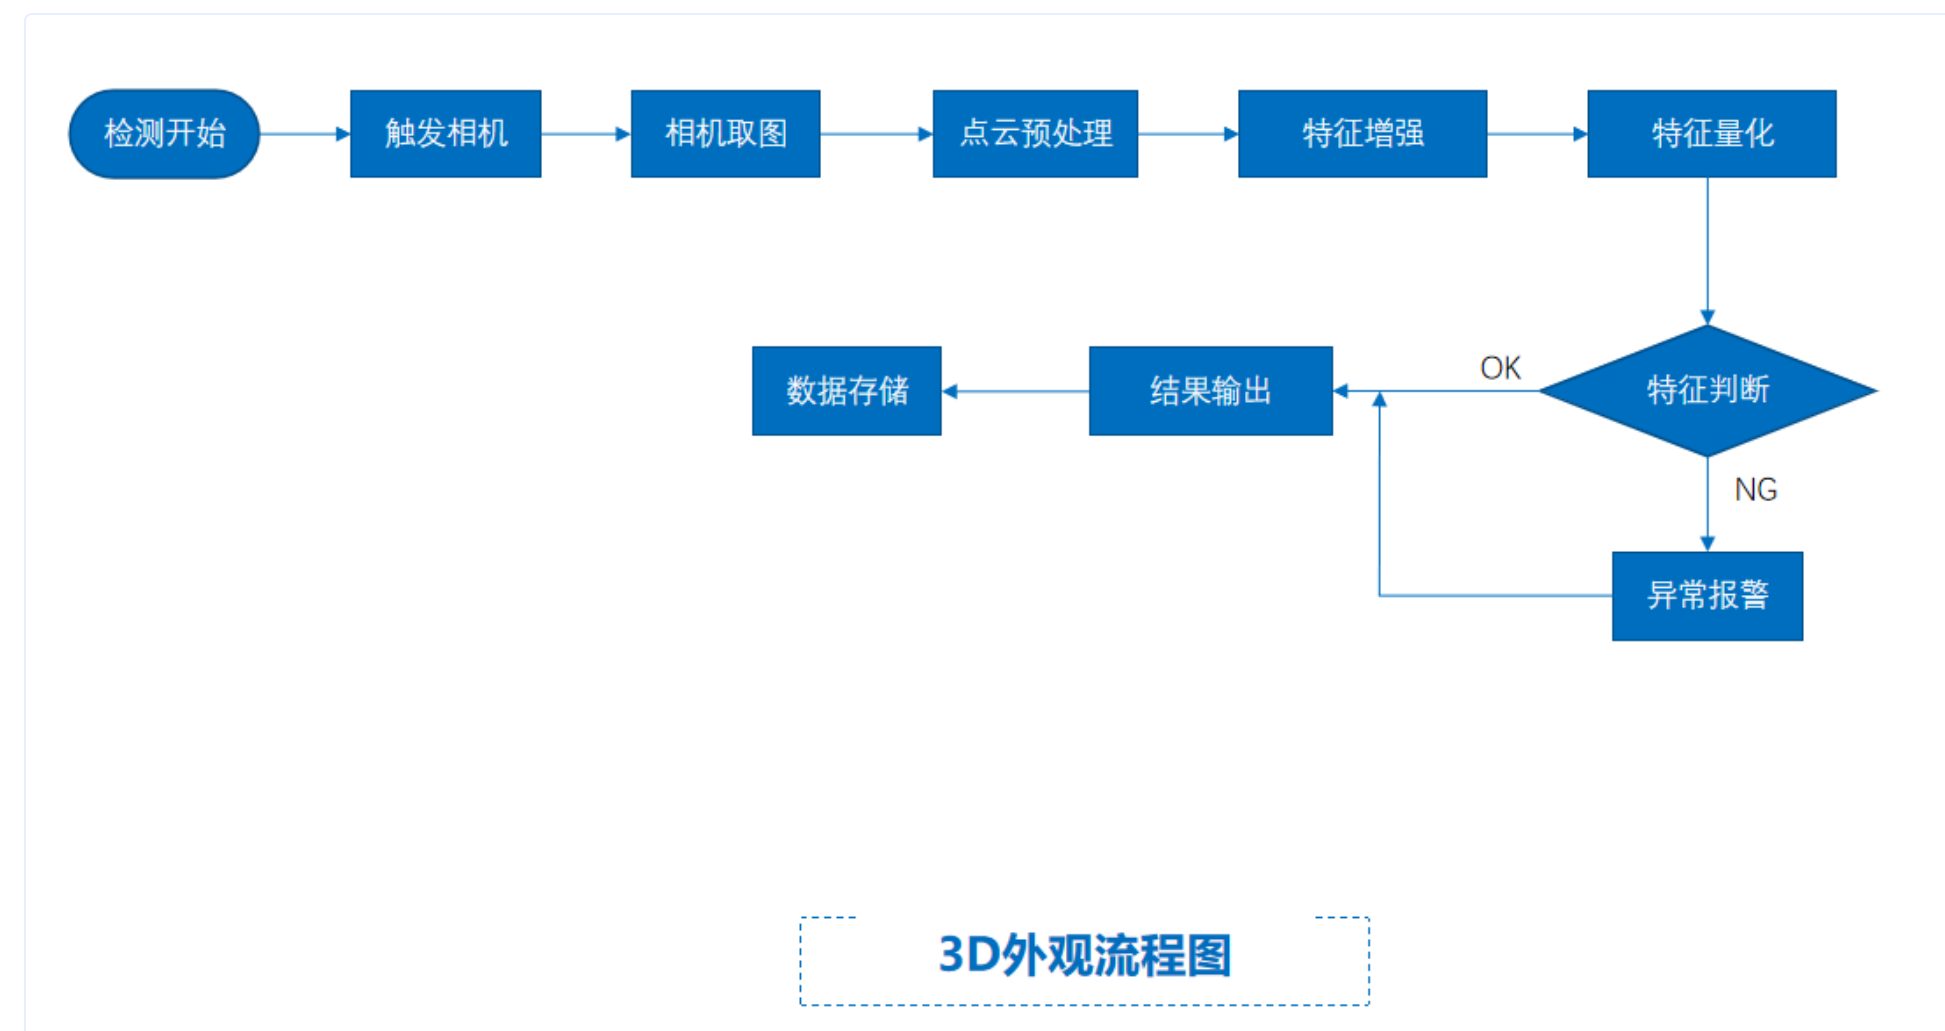 检测开始
触发相机
相机取图
点云预处理
特征增强
特征量化
特征判断
OK
结果输出
数据存储
NG
异常报警
3D外观流程图